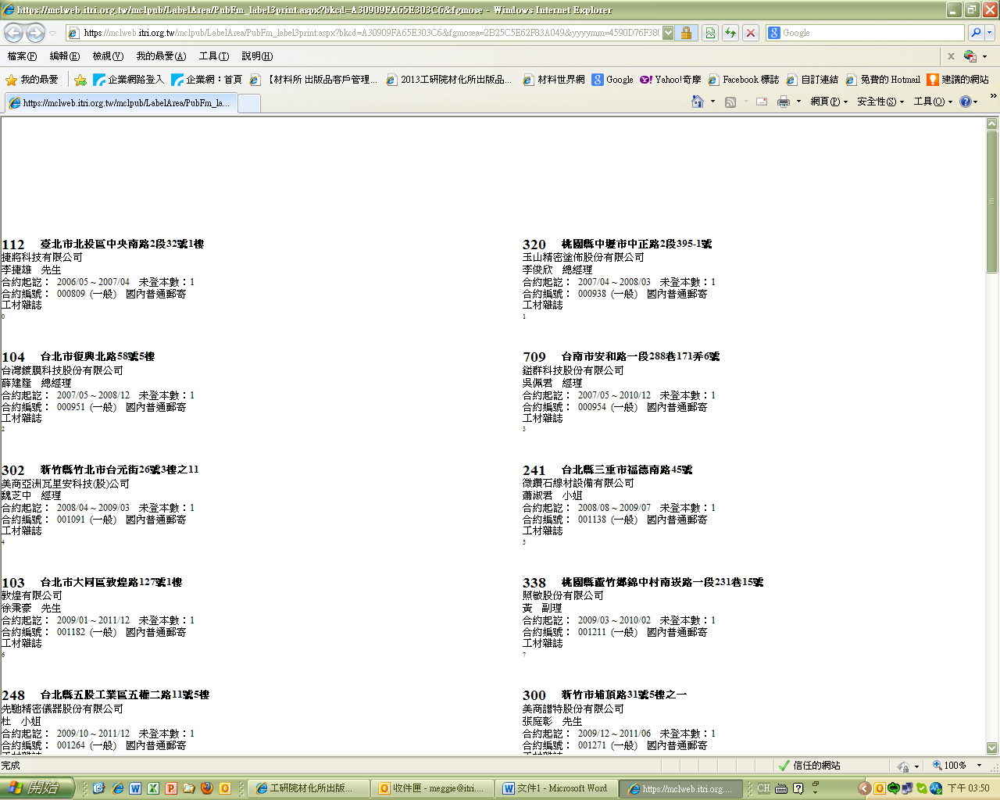 https://mclweb.itri.org.tw/mclpub/LabelArea/PubFm_label3print.aspx?bkcd=A30909FA65E303C6&fgmose - Windows Internet Explorer
https://mclweb.itri.org.tw/mclpub/LabelArea/PubFm_label3print.aspx?bkcd=A30909FA65E303C6&fgmosea=2B25C5E62F83A049&yyyymm=4590D76F38
Google
檔案(F) 編輯(E) 檢視(V) 我的最愛(A) 工具(T) 說明(H)
我的最愛 企業網路登入 企業網：首頁 【材料所 出版品客戶管理... 2013工研院材化所出版品... 材料世界網 Google Yahoo!奇摩 Facebook 標誌 自訂連結 免費的 Hotmail 建議的網站
https://mclweb.itri.org.tw/mclpub/LabelArea/PubFm_la...
網頁(P) 安全性(S) 工具(O) »
112 臺北市北投區中央南路2段32號1樓
捷將科技有限公司
李捷雄 先生
合約起訖： 2006/05 ~ 2007/04 未登本數：1
合約編號： 000809 (一般) 國內普通郵寄
工材雜誌
0
320 桃園縣中壢市中正路2段395-1號
玉山精密塗佈股份有限公司
李俊欣 總經理
合約起訖： 2007/04 ~ 2008/03 未登本數：1
合約編號： 000938 (一般) 國內普通郵寄
工材雜誌
1
104 台北市復興北路58號5樓
台灣鍍膜科技股份有限公司
薛建隆 總經理
合約起訖： 2007/05 ~ 2008/12 未登本數：1
合約編號： 000951 (一般) 國內普通郵寄
工材雜誌
2
709 台南市安和路一段288巷171弄6號
鎰群科技股份有限公司
吳佩君 經理
合約起訖： 2007/05 ~ 2010/12 未登本數：1
合約編號： 000954 (一般) 國內普通郵寄
工材雜誌
3
302 新竹縣竹北市台元街26號3樓之11
美商亞洲瓦里安科技(股)公司
魏芝中 經理
合約起訖： 2008/04 ~ 2009/03 未登本數：1
合約編號： 001091 (一般) 國內普通郵寄
工材雜誌
4
241 台北縣三重市福德南路45號
微鑽石線材設備有限公司
蕭淑君 小姐
合約起訖： 2008/08 ~ 2009/07 未登本數：1
合約編號： 001138 (一般) 國內普通郵寄
工材雜誌
5
103 台北市大同區敦煌路127號1樓
敦煌有限公司
徐秉豪 先生
合約起訖： 2009/01 ~ 2011/12 未登本數：1
合約編號： 001182 (一般) 國內普通郵寄
工材雜誌
6
338 桃園縣蘆竹鄉錦中村南崁路一段231巷15號
照敏股份有限公司
黃 副理
合約起訖： 2009/03 ~ 2010/02 未登本數：1
合約編號： 001211 (一般) 國內普通郵寄
工材雜誌
7
248 台北縣五股工業區五權二路11號5樓
先馳精密儀器股份有限公司
杜 小姐
合約起訖： 2009/10 ~ 2011/12 未登本數：1
合約編號： 001264 (一般) 國內普通郵寄
300 新竹市埔頂路31號5樓之一
美商譜特股份有限公司
張庭彰 先生
合約起訖： 2009/12 ~ 2011/06 未登本數：1
合約編號： 001271 (一般) 國內普通郵寄
完成 信任的網站 100%
開始 工研院材化所出版... 收件匣 - meggie@itri.... 文件1 - Microsoft Word https://mclweb.itri.org.... CH 下午 03:50